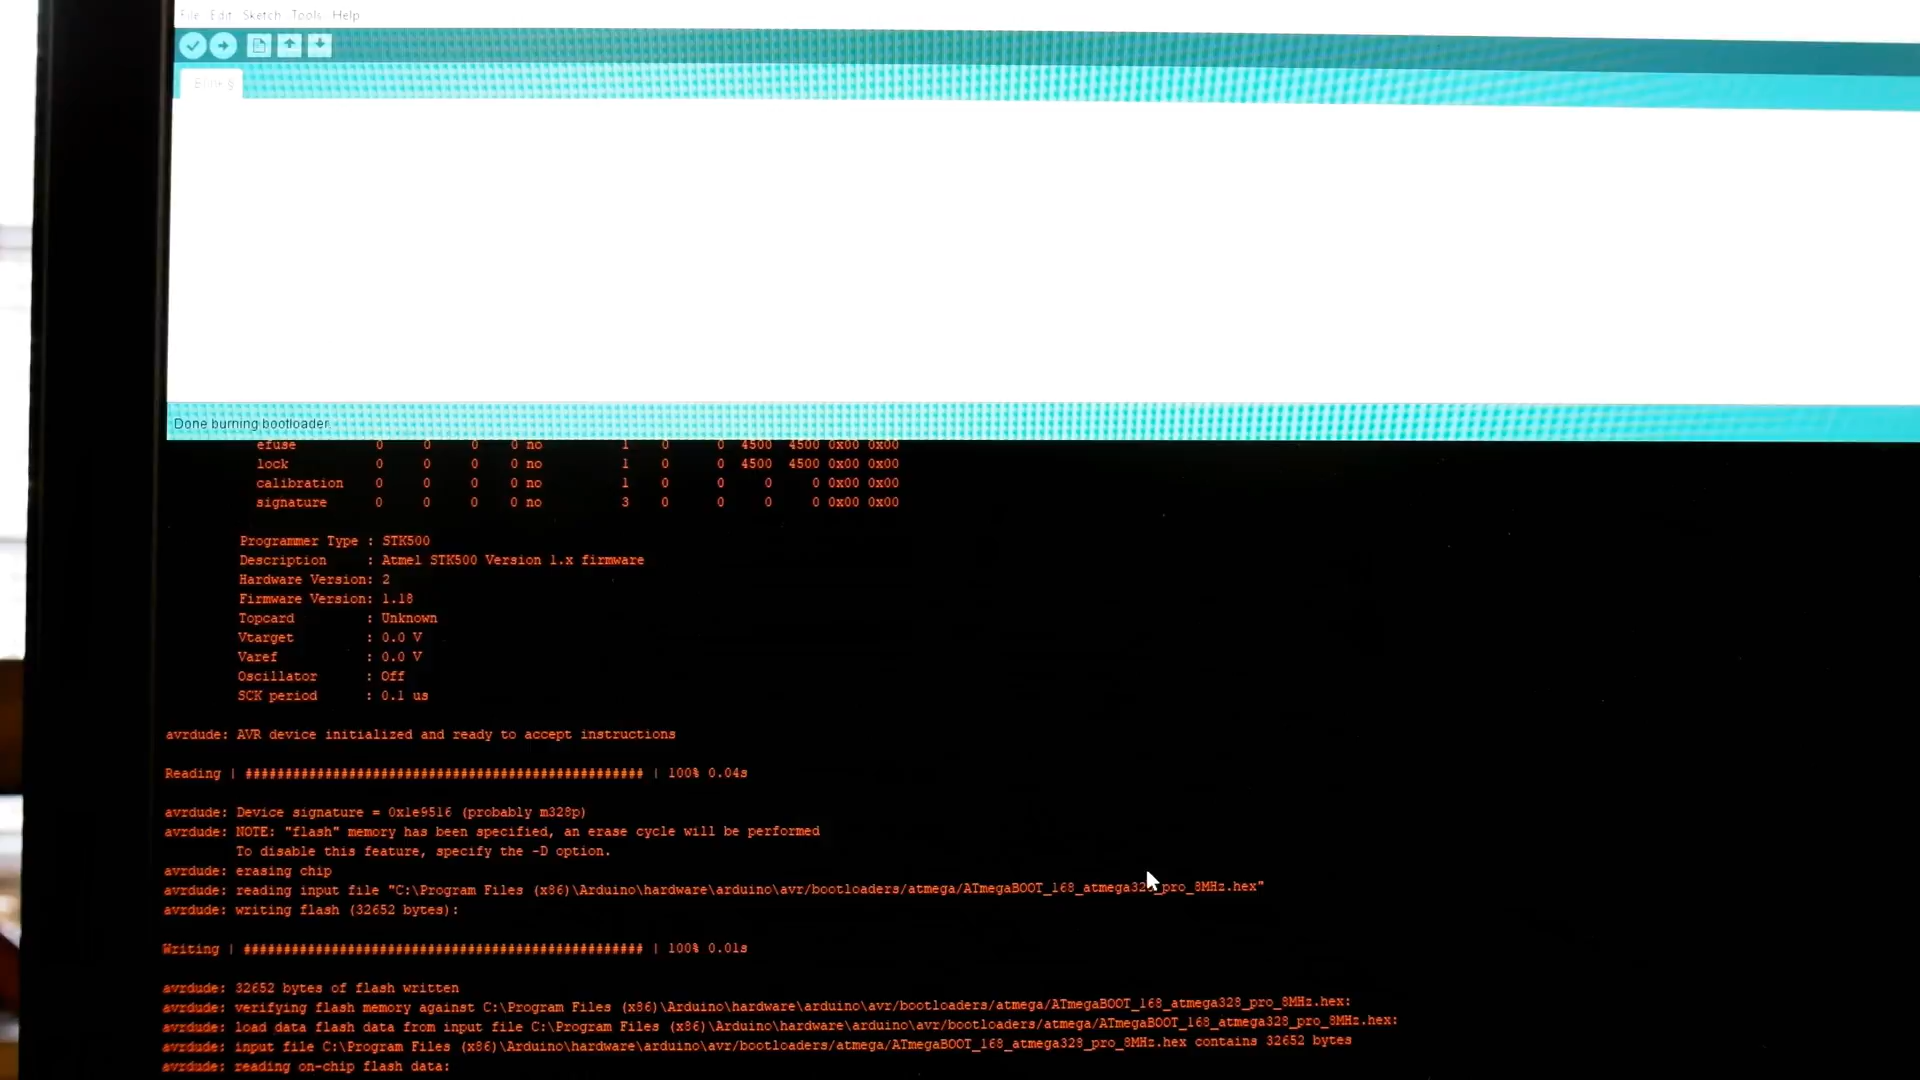 File Edit Sketch Tools Help
Blink §
Done burning bootloader
efuse 0 0 0 0 no 1 0 0 4500 4500 0x00 0x00
lock 0 0 0 0 no 1 0 0 4500 4500 0x00 0x00
calibration 0 0 0 0 no 1 0 0 0 0 0x00 0x00
signature 0 0 0 0 no 3 0 0 0 0 0x00 0x00
Programmer Type : STK500
Description : Atmel STK500 Version 1.x firmware
Hardware Version: 2
Firmware Version: 1.18
Topcard : Unknown
Vtarget : 0.0 V
Varef : 0.0 V
Oscillator : Off
SCK period : 0.1 us
avrdude: AVR device initialized and ready to accept instructions
Reading | ################################################## | 100% 0.04s
avrdude: Device signature = 0x1e9516 (probably m328p)
avrdude: NOTE: "flash" memory has been specified, an erase cycle will be performed
To disable this feature, specify the -D option.
avrdude: erasing chip
avrdude: reading input file "C:\Program Files (x86)\Arduino\hardware\arduino\avr/bootloaders/atmega/ATmegaBOOT_168_atmega328_pro_8MHz.hex"
avrdude: writing flash (32652 bytes):
Writing | ################################################## | 100% 0.01s
avrdude: 32652 bytes of flash written
avrdude: verifying flash memory against C:\Program Files (x86)\Arduino\hardware\arduino\avr/bootloaders/atmega/ATmegaBOOT_168_atmega328_pro_8MHz.hex:
avrdude: load data flash data from input file C:\Program Files (x86)\Arduino\hardware\arduino\avr/bootloaders/atmega/ATmegaBOOT_168_atmega328_pro_8MHz.hex:
avrdude: input file C:\Program Files (x86)\Arduino\hardware\arduino\avr/bootloaders/atmega/ATmegaBOOT_168_atmega328_pro_8MHz.hex contains 32652 bytes
avrdude: reading on-chip flash data: